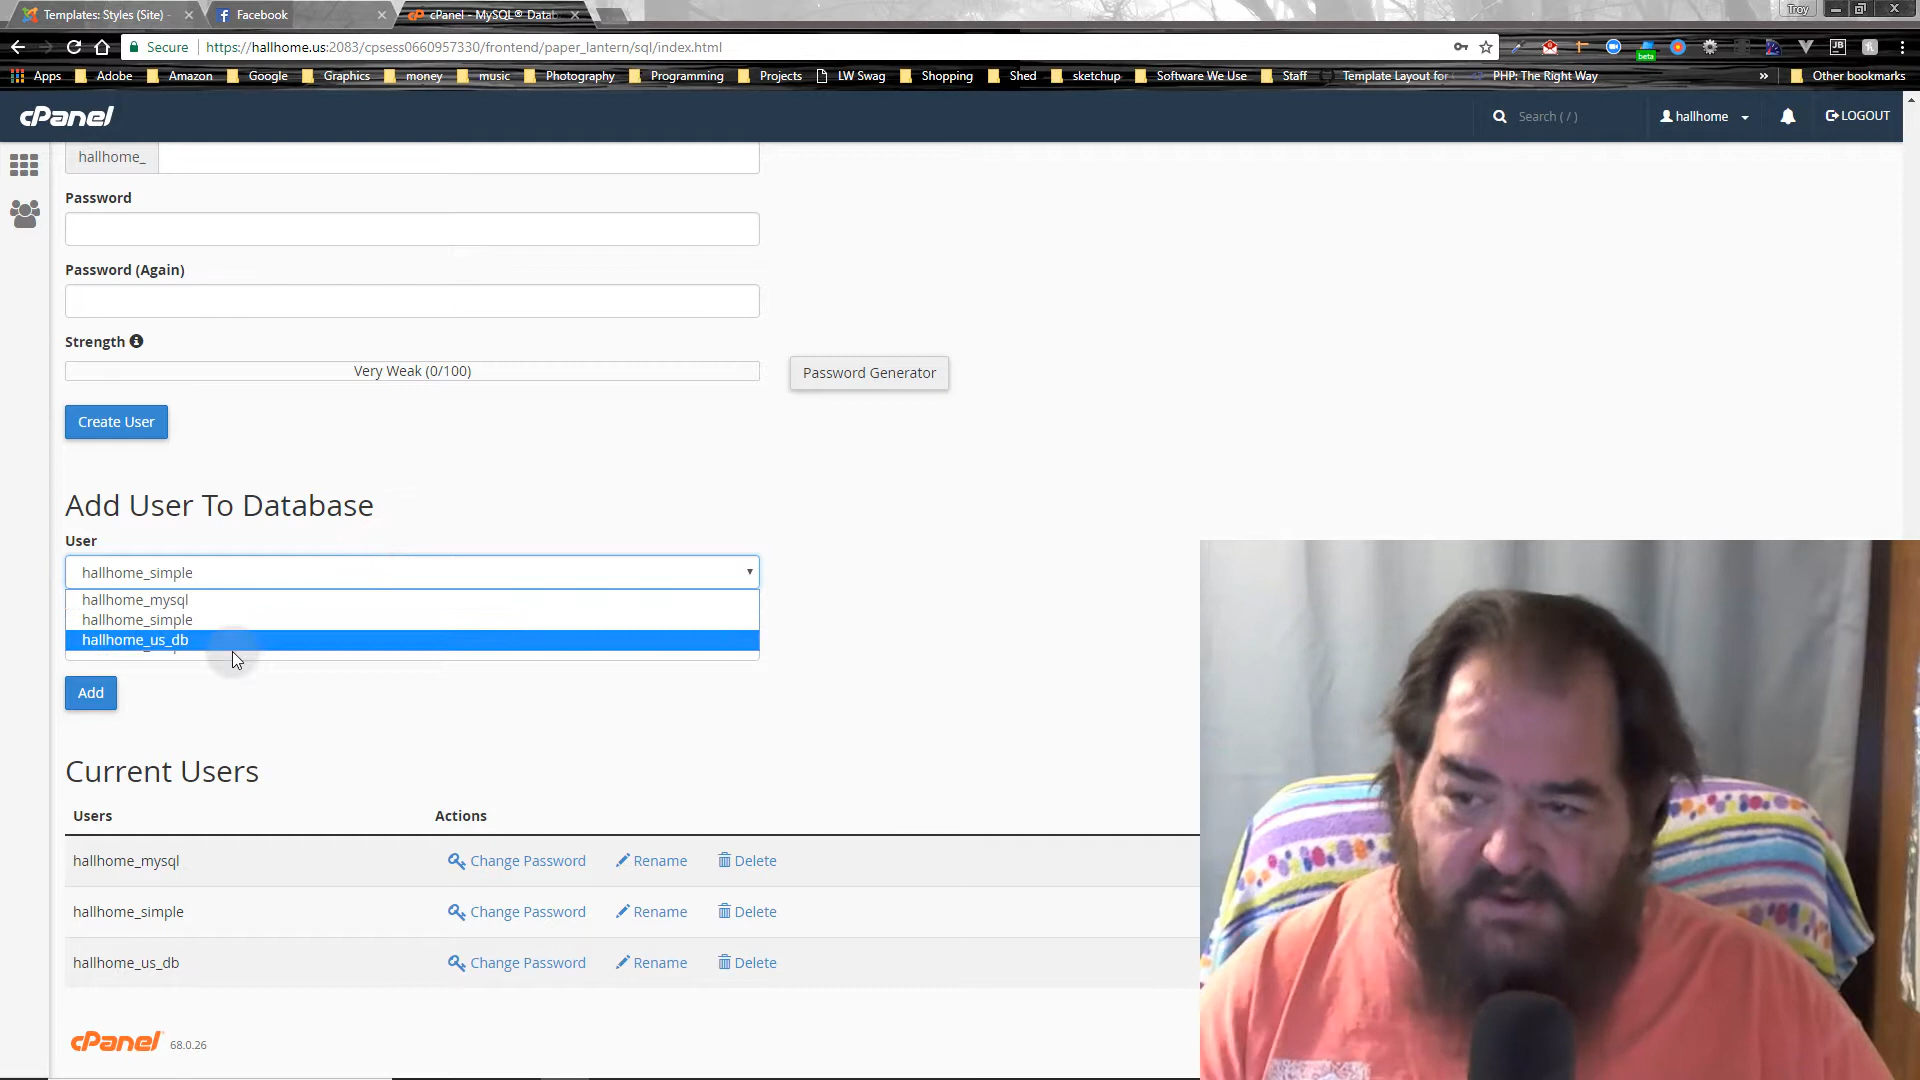 Templates: Styles (Site) -
Facebook
cPanel - MySQL® Datab
Troy
Secure
https://hallhome.us:2083/cpsess0660957330/frontend/paper_lantern/sql/index.html
beta
JB
Apps
Adobe
Amazon
Google
Graphics
money
music
Photography
Programming
Projects
LW Swag
Shopping
Shed
sketchup
Software We Use
Staff
Template Layout for
PHP: The Right Way
»
Other bookmarks
cPanel
Search ( / )
hallhome
LOGOUT
hallhome_
Password
Password (Again)
Strength
Very Weak (0/100)
Password Generator
Create User
Add User To Database
User
hallhome_simple
hallhome_mysql
hallhome_simple
hallhome_us_db
Add
Current Users
Users Actions
hallhome_mysql Change Password Rename Delete
hallhome_simple Change Password Rename Delete
hallhome_us_db Change Password Rename Delete
cPanel 68.0.26